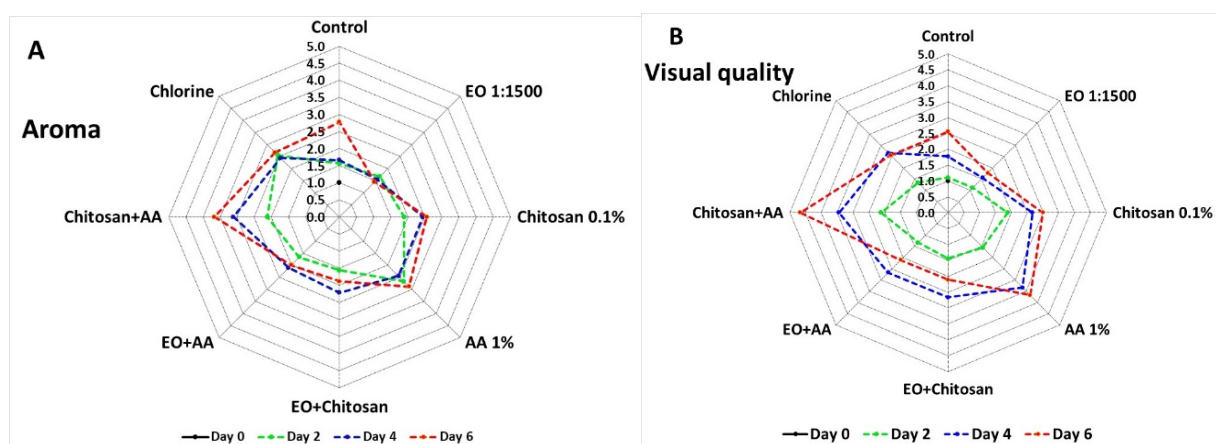 A
Aroma
Control
5.0
4.5
4.0
3.5
3.0
2.5
2.0
1.5
1.0
0.5
0.0
EO 1:1500
Chitosan 0.1%
AA 1%
EO+Chitosan
EO+AA
Chitosan+AA
Chlorine
Day 0 Day 2 Day 4 Day 6
B
Visual quality
Control
5.0
4.5
4.0
3.5
3.0
2.5
2.0
1.5
1.0
0.5
0.0
EO 1:1500
Chitosan 0.1%
AA 1%
EO+Chitosan
EO+AA
Chitosan+AA
Chlorine
Day 0 Day 2 Day 4 Day 6